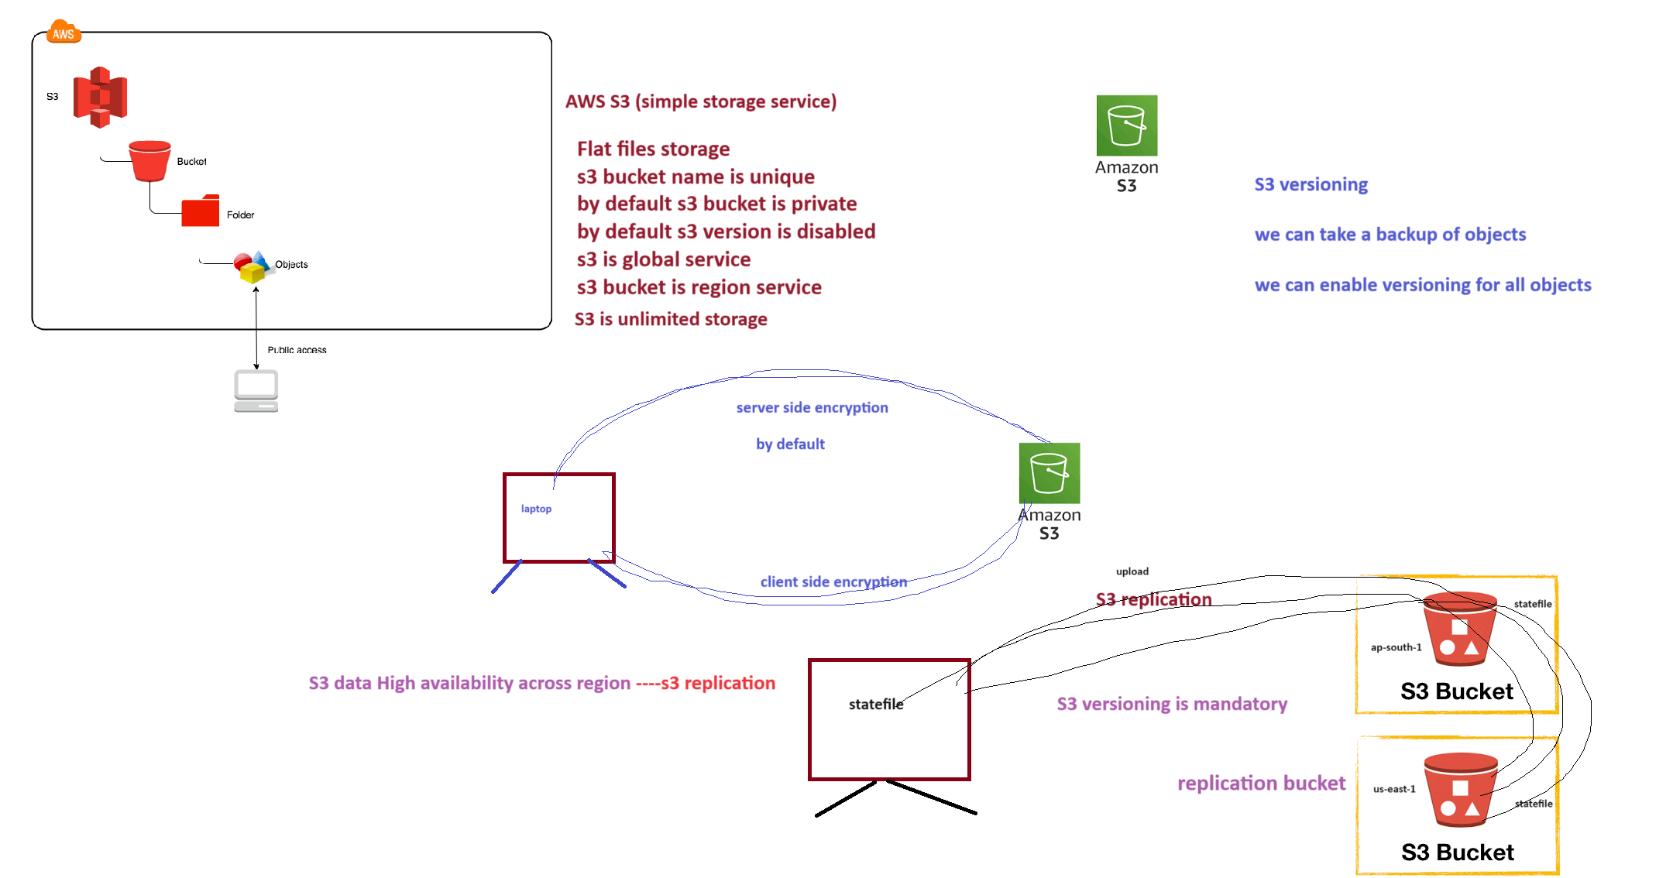 AWS
S3
Bucket
Folder
Objects
Public access
AWS S3 (simple storage service)
Flat files storage
s3 bucket name is unique
by default s3 bucket is private
by default s3 version is disabled
s3 is global service
s3 bucket is region service
S3 is unlimited storage
Amazon
S3
S3 versioning
we can take a backup of objects
we can enable versioning for all objects
server side encryption
by default
laptop
Amazon
S3
client side encryption
upload
S3 replication
S3 data High availability across region ----s3 replication
statefile
S3 versioning is mandatory
replication bucket
statefile
ap-south-1
S3 Bucket
us-east-1
statefile
S3 Bucket